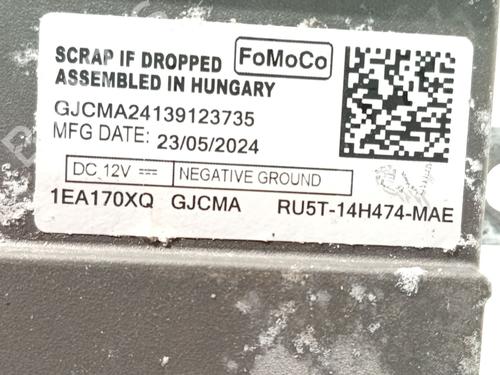 SCRAP IF DROPPED FoMoCo
ASSEMBLED IN HUNGARY
GJCMA24139123735
MFG DATE: 23/05/2024
DC 12V NEGATIVE GROUND
1EA170XQ GJCMA RU5T-14H474-MAE